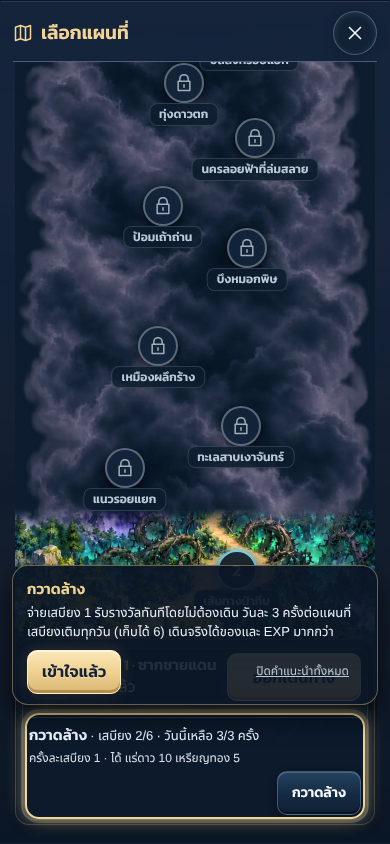 เลือกแผนที่
ทุ่งดาวตก
นครลอยฟ้าที่ล่มสลาย
ป้อมเถ้าถ่าน
บึงหมอกพิษ
เหมืองผลึกร้าง
ทะเลสาบเงาจันทร์
แนวรอยแยก
กวาดล้าง
จ่ายเสบียง 1 รับรางวัลทันทีโดยไม่ต้องเดิน วันละ 3 ครั้งต่อแผนที่
เสบียงเติมทุกวัน (เก็บได้ 6) เดินจริงได้ของและ EXP มากกว่า
เข้าใจแล้ว
ปิดคำแนะนำทั้งหมด
กวาดล้าง · เสบียง 2/6 · วันนี้เหลือ 3/3 ครั้ง
ครั้งละเสบียง 1 · ได้ แร่ดาว 10 เหรียญทอง 5
กวาดล้าง